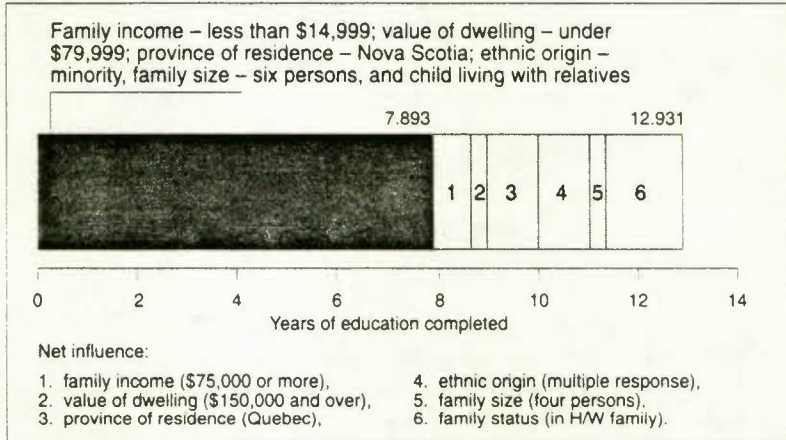 Family income – less than $14,999; value of dwelling – under
$79,999; province of residence – Nova Scotia; ethnic origin –
minority, family size – six persons, and child living with relatives
7.893 12.931
1 2 3 4 5 6
0 2 4 6 8 10 12 14
Years of education completed
Net influence:
1. family income ($75,000 or more),
2. value of dwelling ($150,000 and over),
3. province of residence (Quebec),
4. ethnic origin (multiple response),
5. family size (four persons),
6. family status (in H/W family).